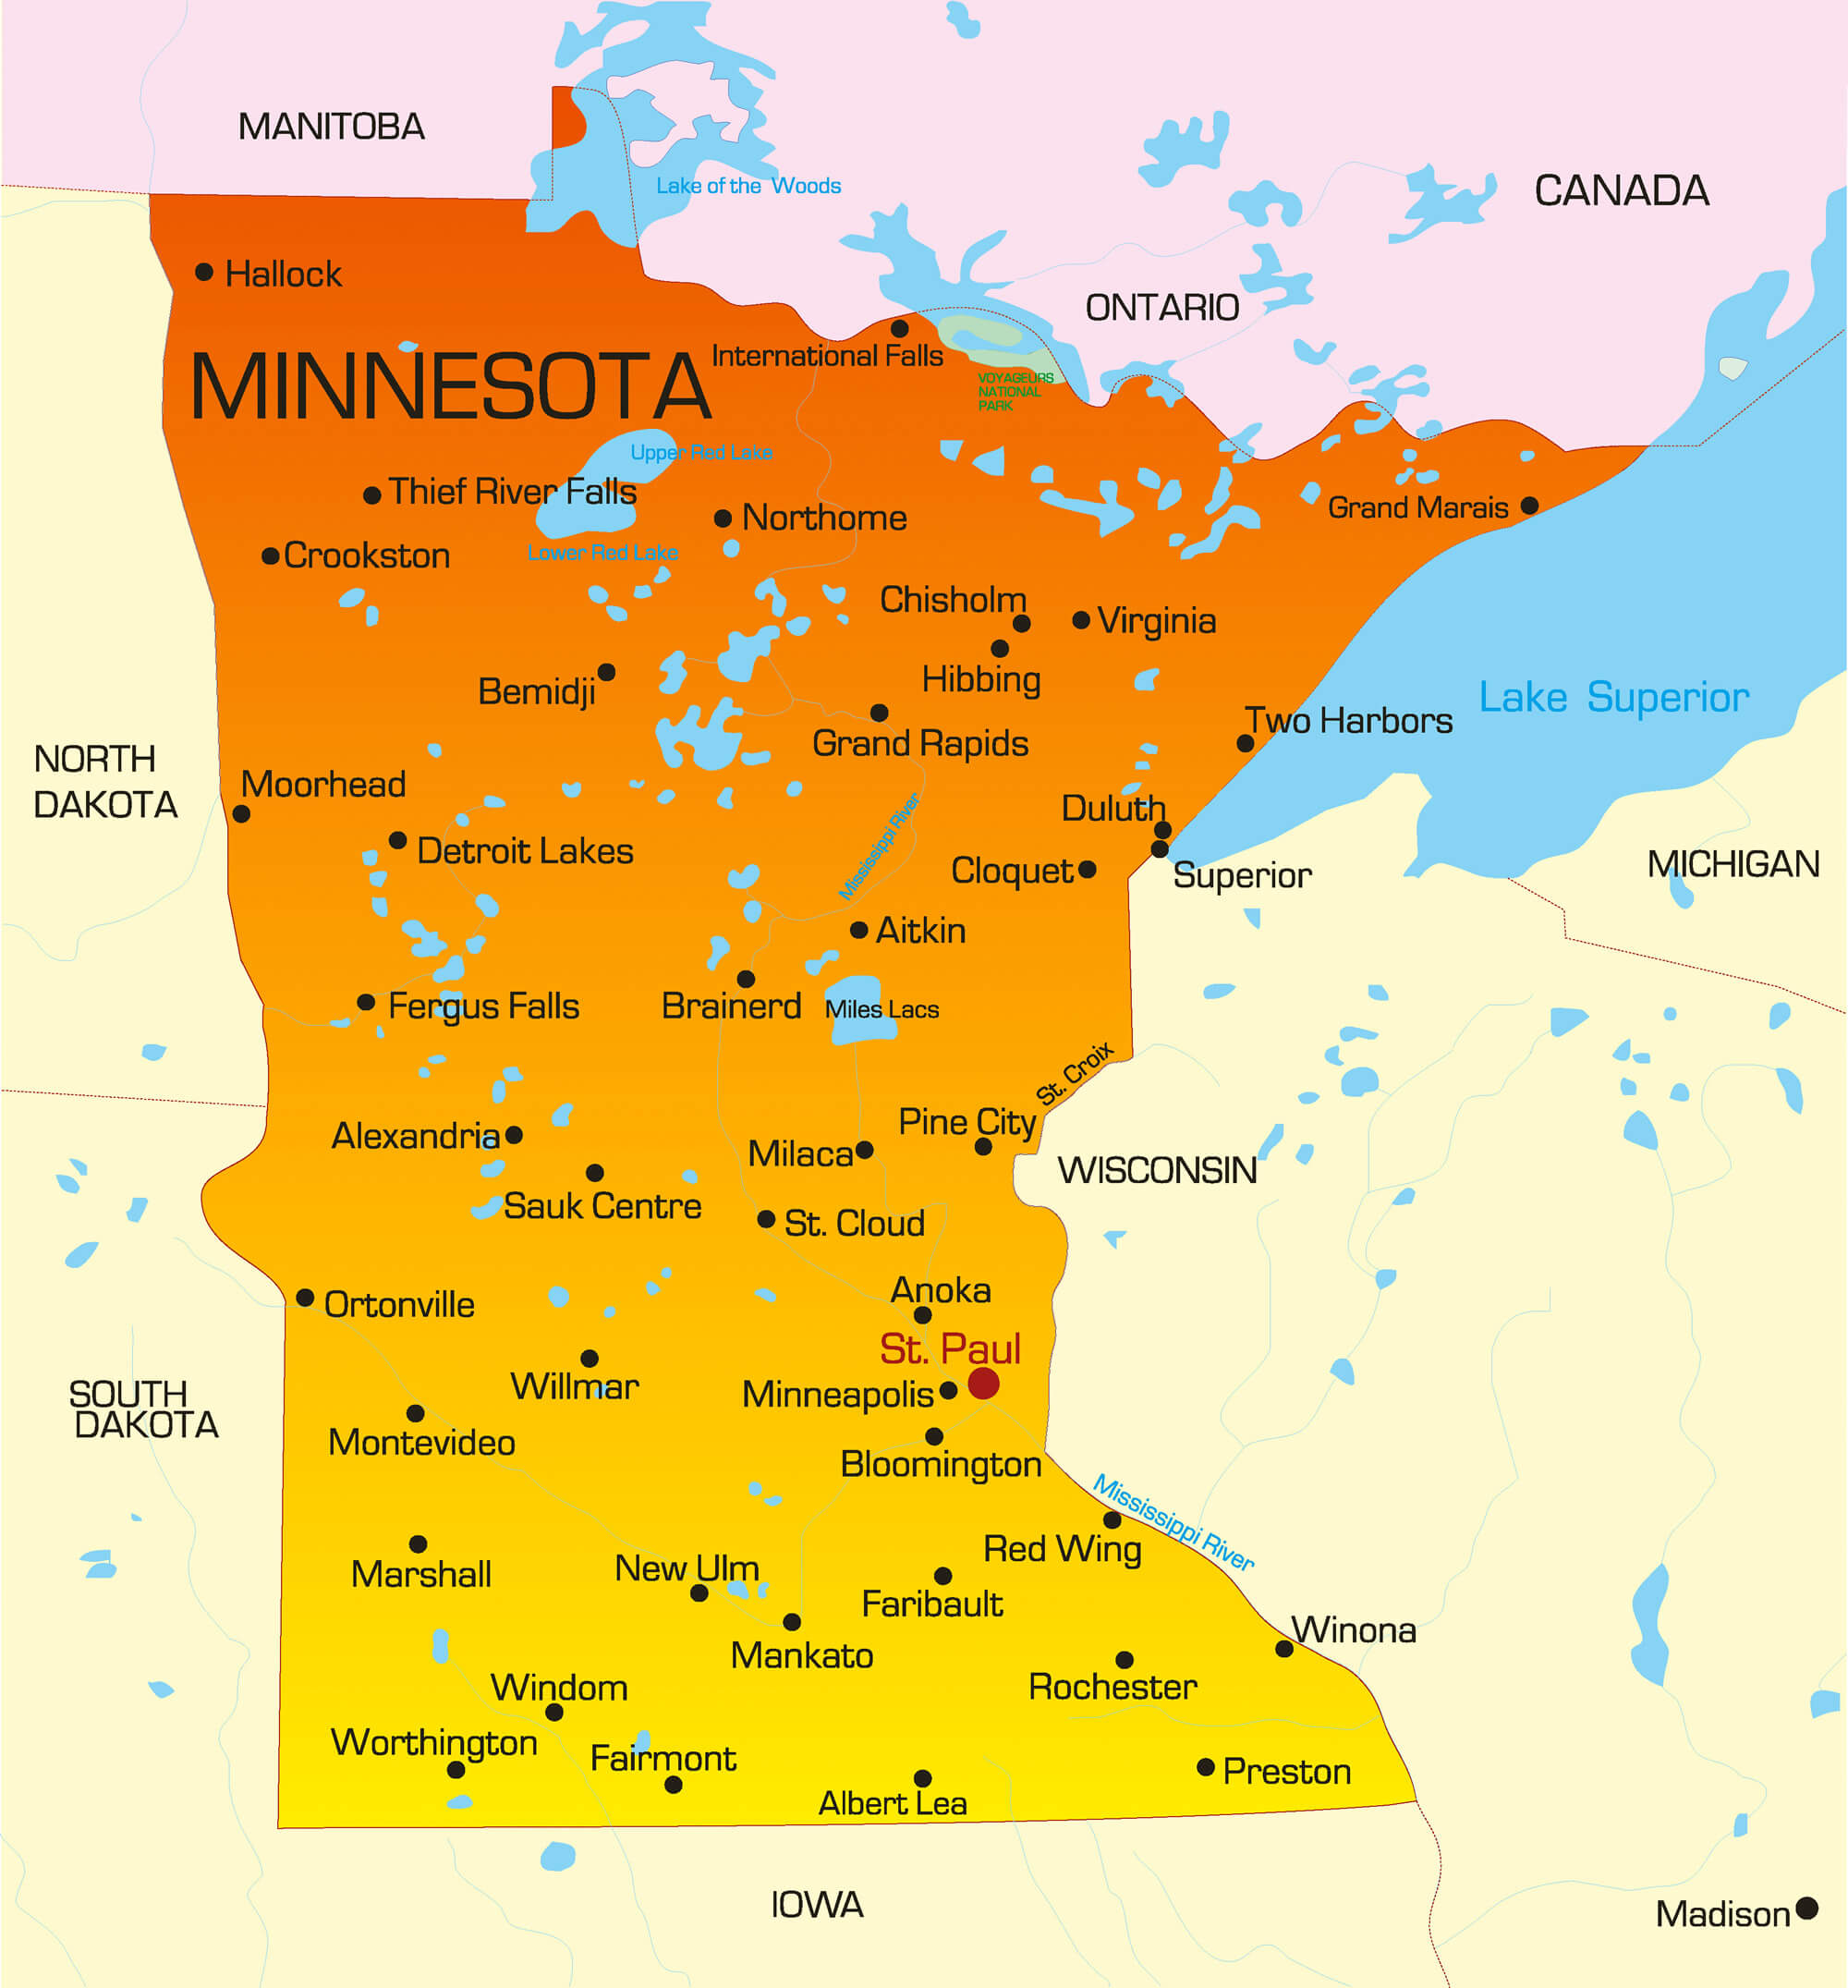 MANITOBA
Lake of the Woods
CANADA
Hallock
ONTARIO
MINNESOTA
International Falls
VOYAGEURS
NATIONAL
PARK
Upper Red Lake
Thief River Falls
Northome
Grand Marais
Crookston
Lower Red Lake
Chisholm
Virginia
Hibbing
Bemidji
Lake Superior
Two Harbors
Grand Rapids
NORTH
DAKOTA
Moorhead
Duluth
Mississippi River
Detroit Lakes
Cloquet
Superior
MICHIGAN
Aitkin
Fergus Falls
Brainerd
Miles Lacs
St. Croix
Pine City
Alexandria
Milaca
WISCONSIN
Sauk Centre
St. Cloud
Anoka
Ortonville
St. Paul
Willmar
Minneapolis
SOUTH
DAKOTA
Montevideo
Bloomington
Mississippi River
Red Wing
Marshall
New Ulm
Faribault
Winona
Mankato
Rochester
Windom
Worthington
Fairmont
Preston
Albert Lea
IOWA
Madison